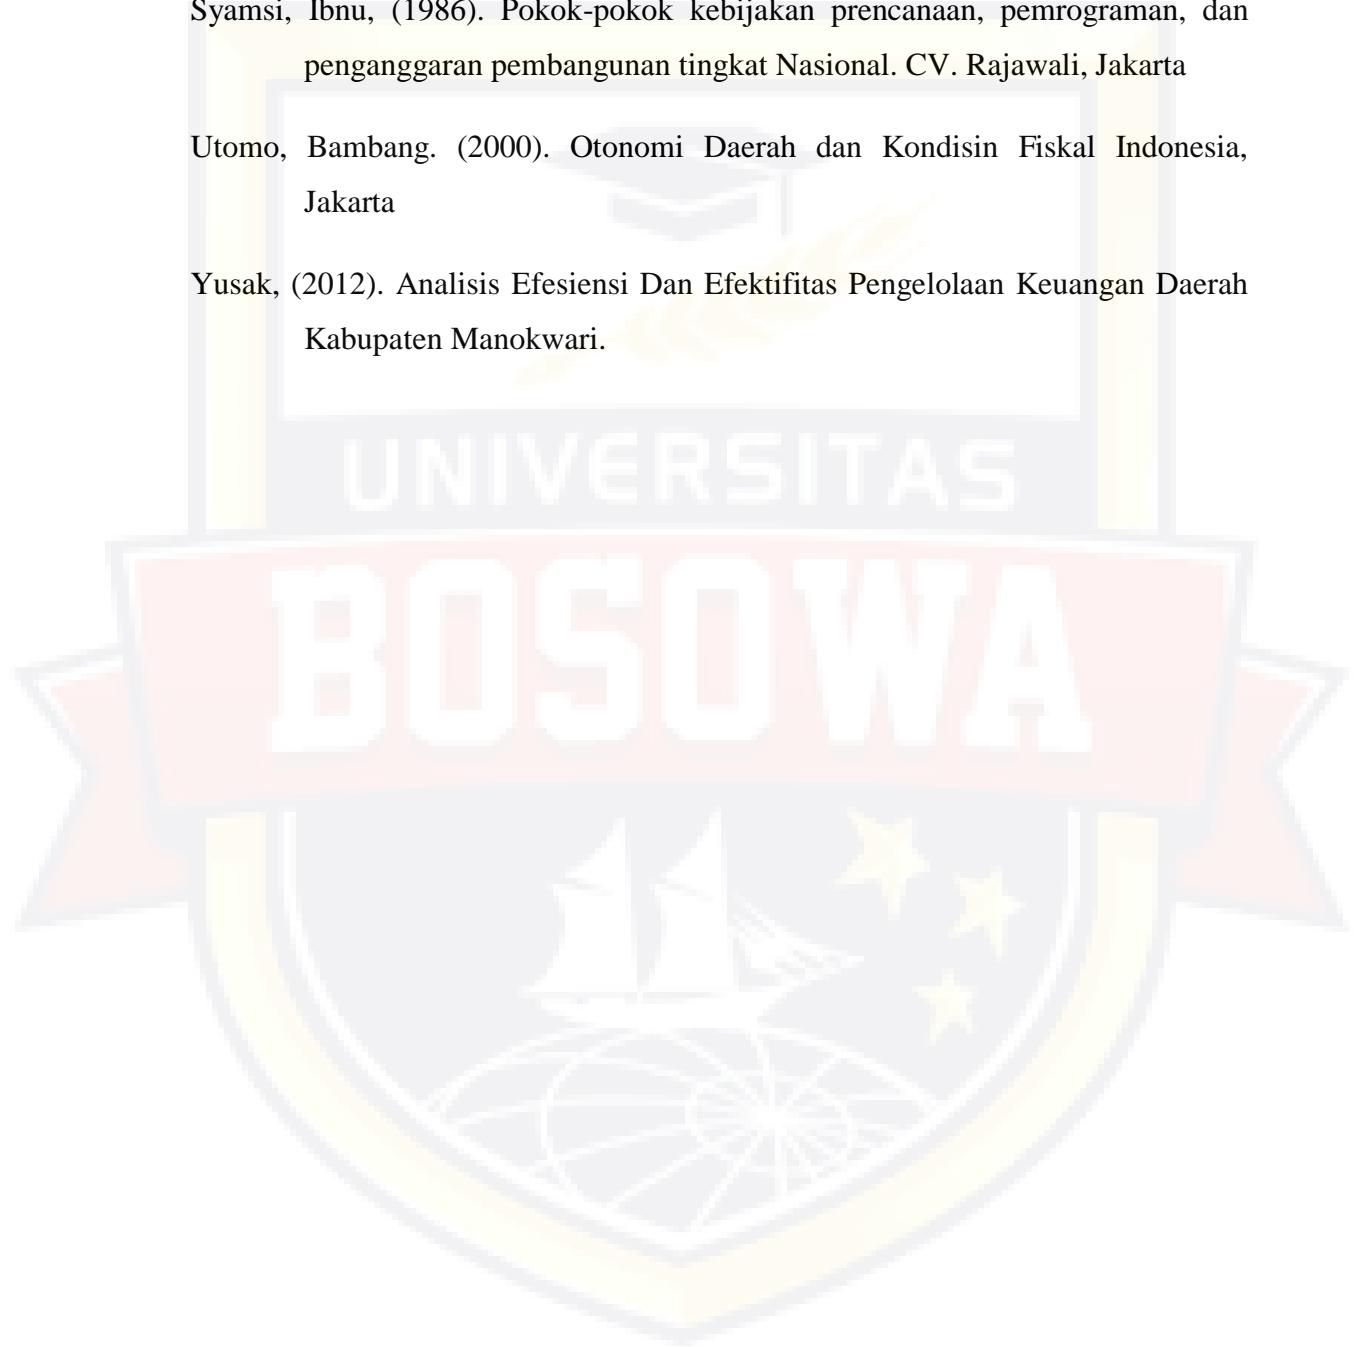 Syamsi, Ibnu, (1986). Pokok-pokok kebijakan prencanaan, pemrograman, dan
penganggaran pembangunan tingkat Nasional. CV. Rajawali, Jakarta
Utomo, Bambang. (2000). Otonomi Daerah dan Kondisin Fiskal Indonesia,
Jakarta
Yusak, (2012). Analisis Efesiensi Dan Efektifitas Pengelolaan Keuangan Daerah
Kabupaten Manokwari.
UNIVERSITAS
BOSOWA